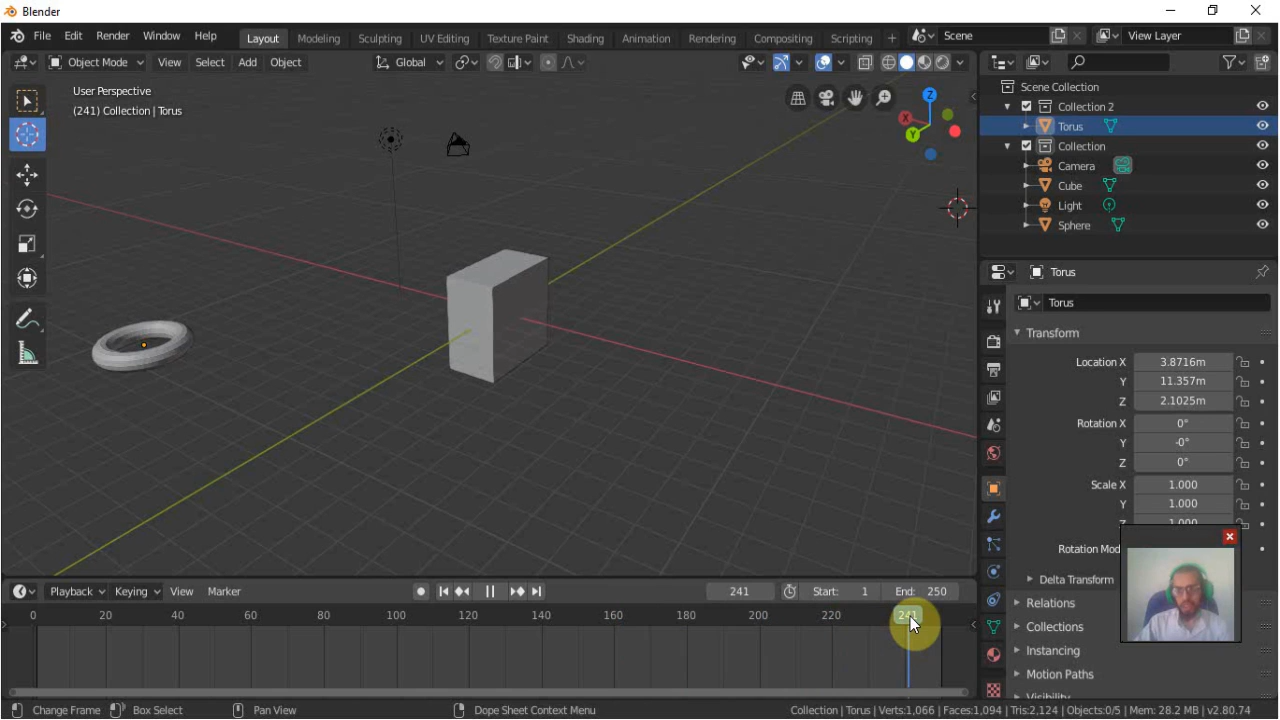 Blender
File Edit Render Window Help Layout Modeling Sculpting UV Editing Texture Paint Shading Animation Rendering Compositing Scripting + Scene View Layer
Object Mode View Select Add Object Global
User Perspective
(241) Collection | Torus
Z
X
Y
Scene Collection
Collection 2
Torus
Collection
Camera
Cube
Light
Sphere
Torus
Torus
Transform
Location X 3.8716m
Y 11.357m
Z 2.1025m
Rotation X 0°
Y -0°
Z 0°
Scale X 1.000
Y 1.000
Z 1.000
Rotation Mod
Delta Transform
Relations
Collections
Instancing
Motion Paths
Visibility
Playback Keying View Marker 241 Start: 1 End: 250
0 20 40 60 80 100 120 140 160 180 200 220 241
Change Frame Box Select Pan View Dope Sheet Context Menu Collection | Torus | Verts:1,066 | Faces:1,094 | Tris:2,124 | Objects:0/5 | Mem: 28.2 MB | v2.80.74